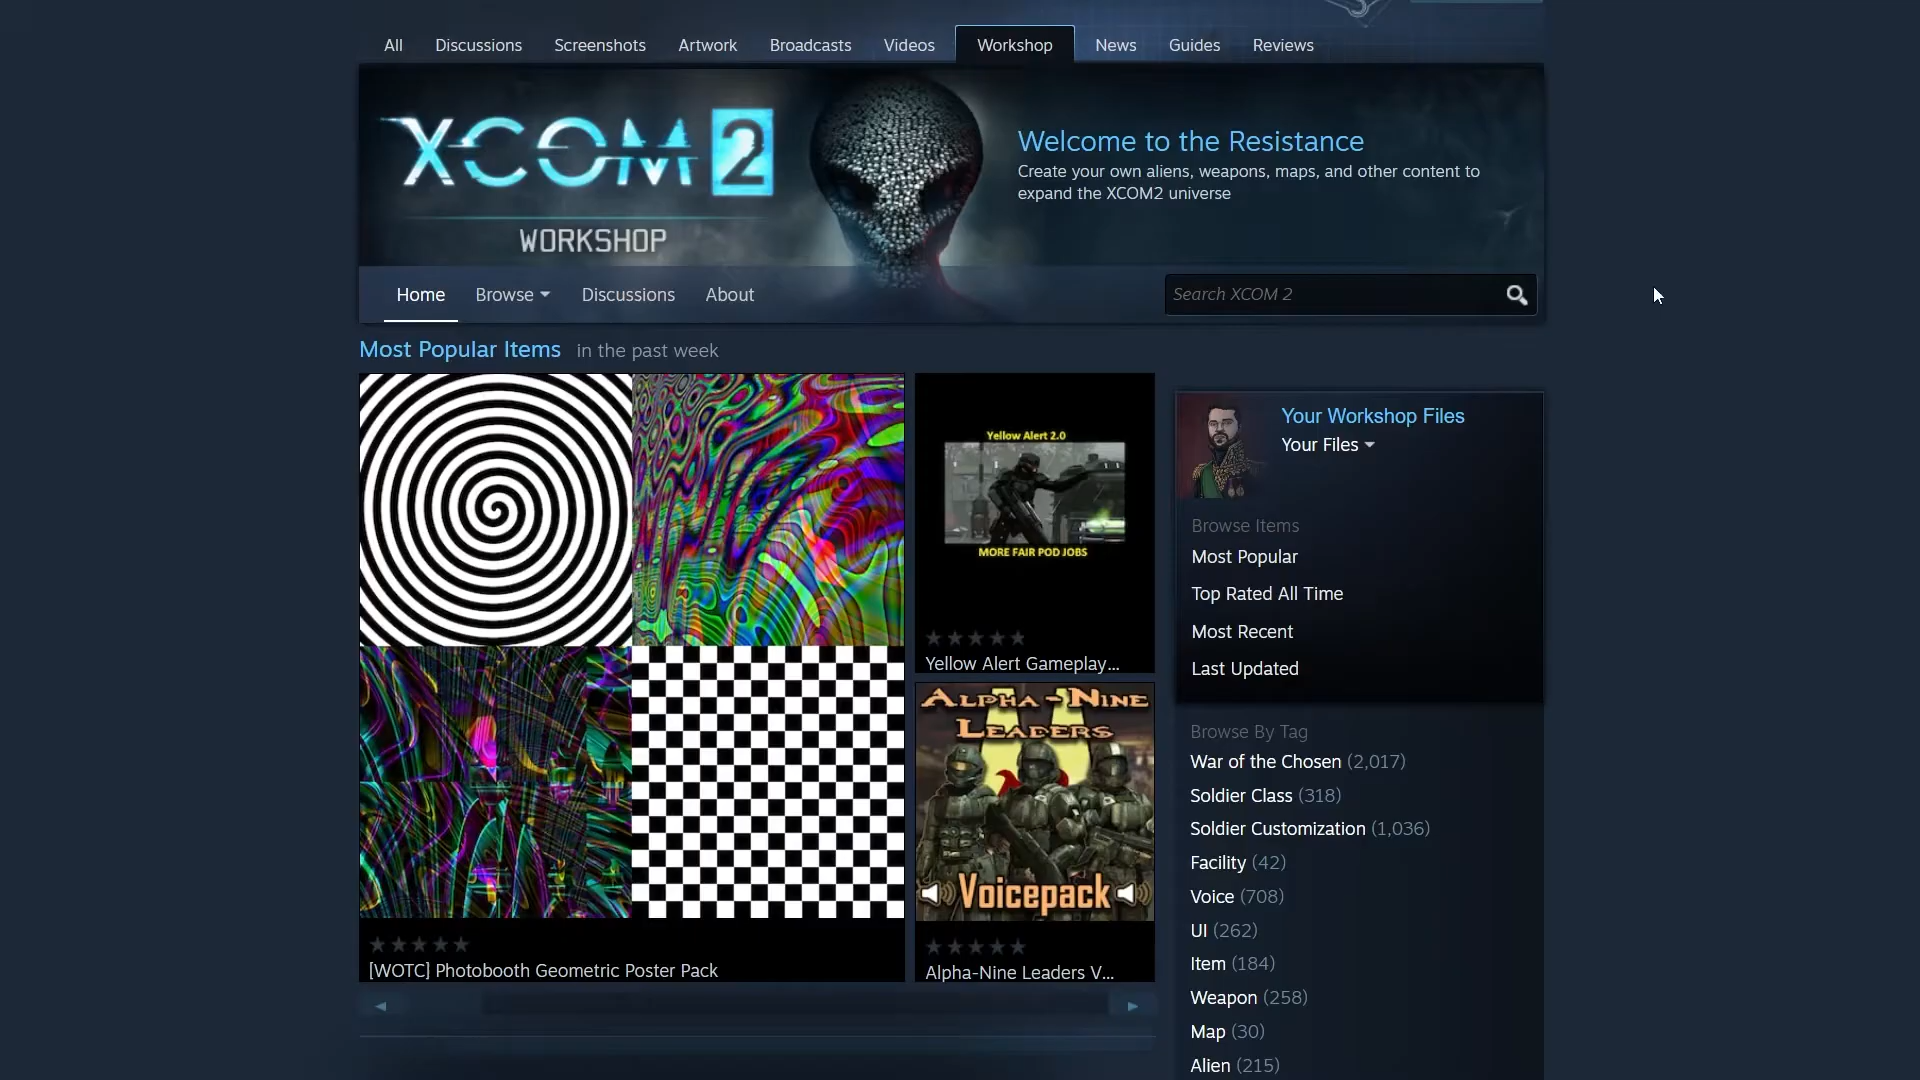 All
Discussions
Screenshots
Artwork
Broadcasts
Videos
Workshop
News
Guides
Reviews
XCOM 2
WORKSHOP
Welcome to the Resistance
Create your own aliens, weapons, maps, and other content to
expand the XCOM2 universe
Home
Browse
Discussions
About
Search XCOM 2
Most Popular Items in the past week
Yellow Alert 2.0
MORE FAIR POD JOBS
Yellow Alert Gameplay...
ALPHA-NINE
LEADERS
Voicepack
Alpha-Nine Leaders V...
[WOTC] Photobooth Geometric Poster Pack
Your Workshop Files
Your Files
Browse Items
Most Popular
Top Rated All Time
Most Recent
Last Updated
Browse By Tag
War of the Chosen (2,017)
Soldier Class (318)
Soldier Customization (1,036)
Facility (42)
Voice (708)
UI (262)
Item (184)
Weapon (258)
Map (30)
Alien (215)